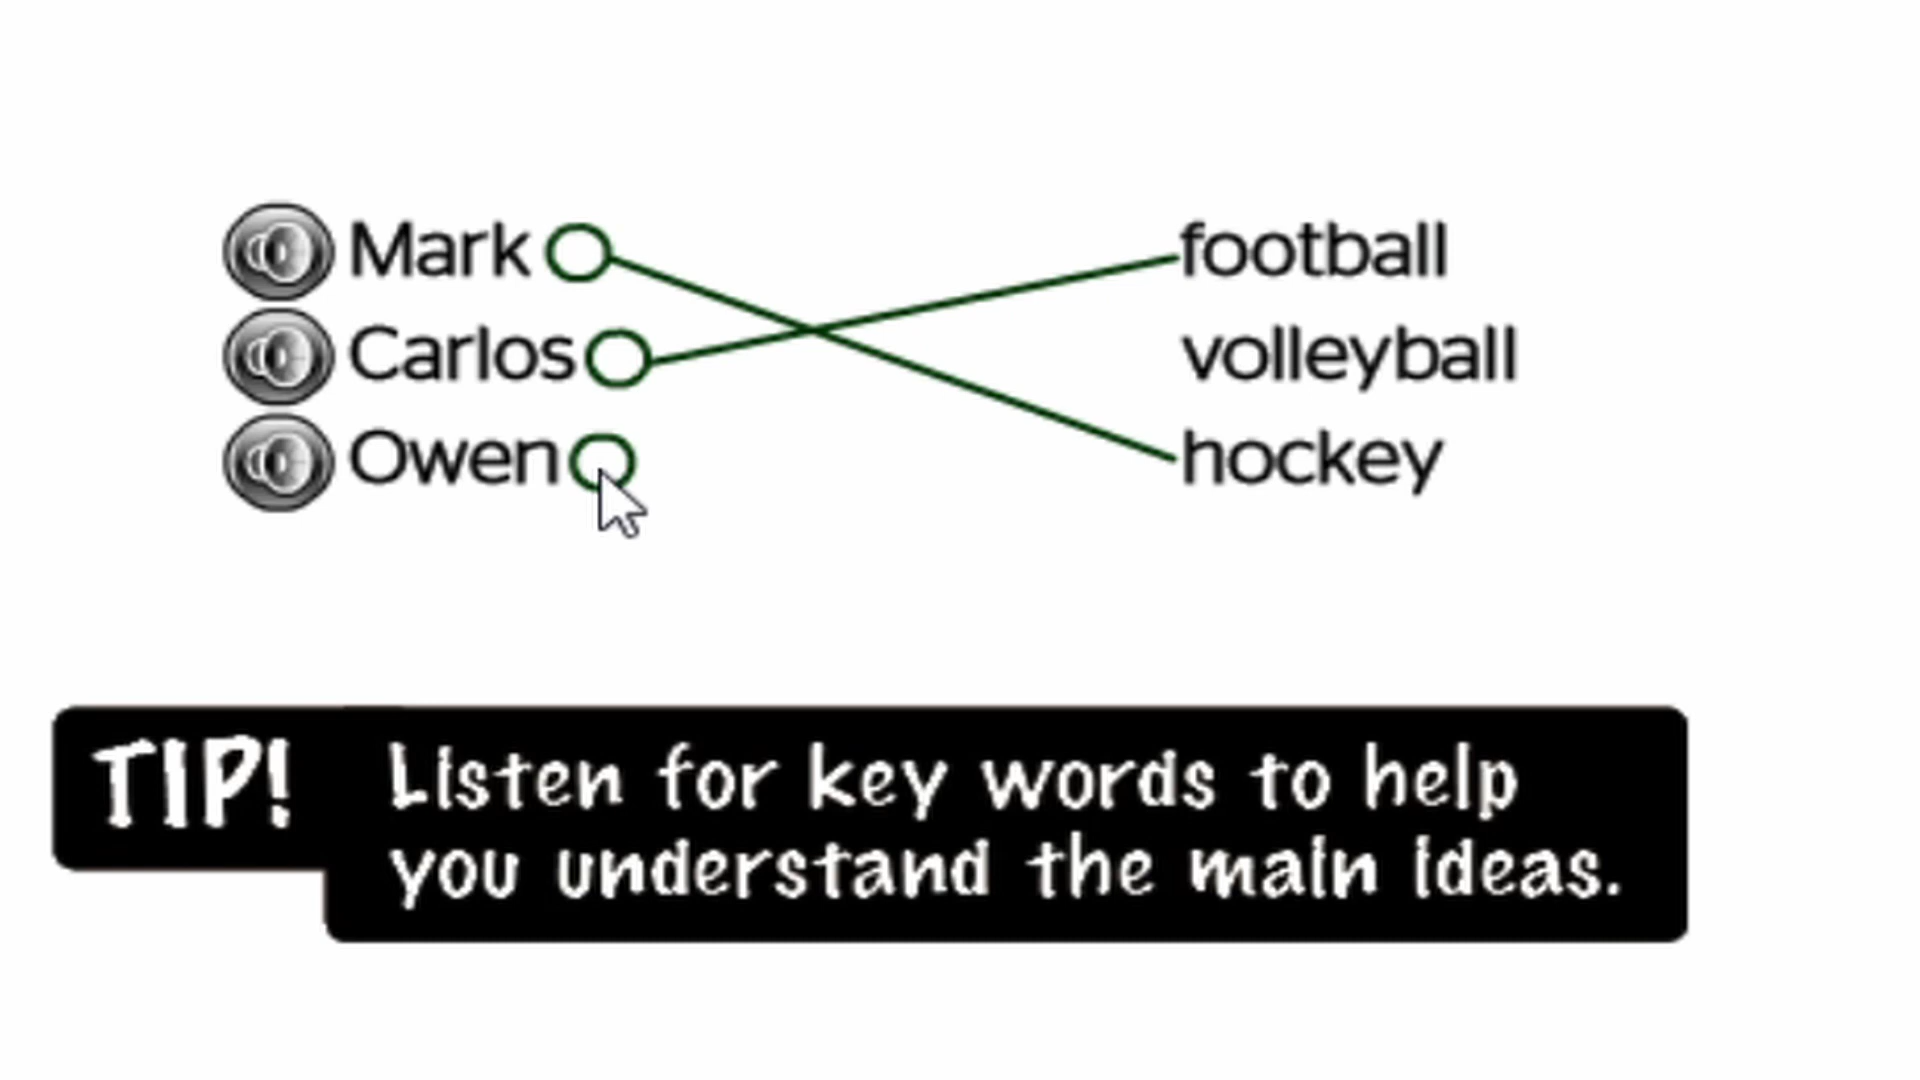 Mark football
Carlos volleyball
Owen hockey
TIP! Listen for key words to help
you understand the main ideas.